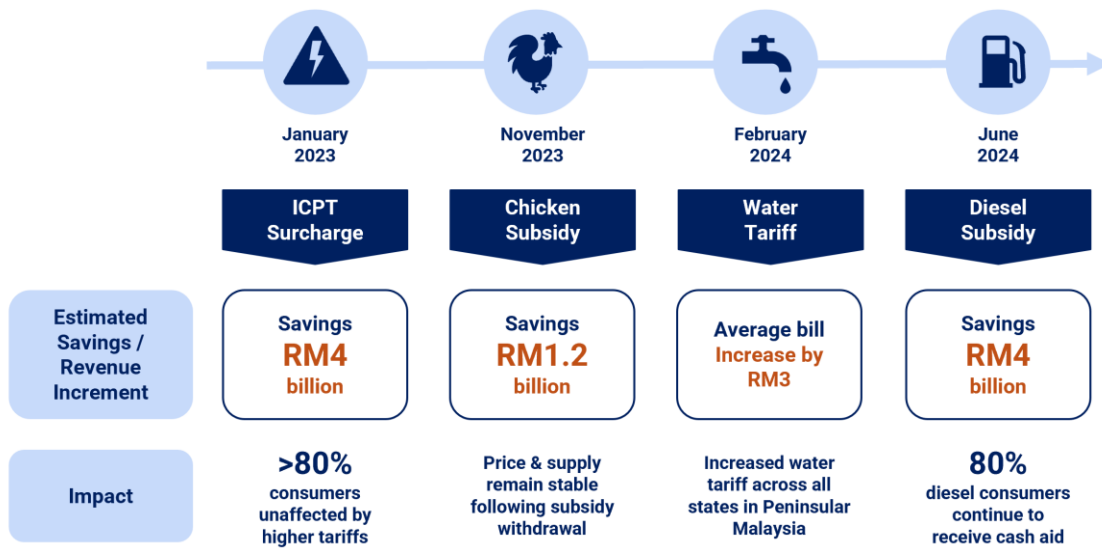 January
2023
November
2023
February
2024
June
2024
ICPT
Surcharge
Chicken
Subsidy
Water
Tariff
Diesel
Subsidy
Estimated
Savings /
Revenue
Increment
Savings
RM4
billion
Savings
RM1.2
billion
Average bill
Increase by
RM3
Savings
RM4
billion
Impact
>80%
consumers
unaffected by
higher tariffs
Price & supply
remain stable
following subsidy
withdrawal
Increased water
tariff across all
states in Peninsular
Malaysia
80%
diesel consumers
continue to
receive cash aid